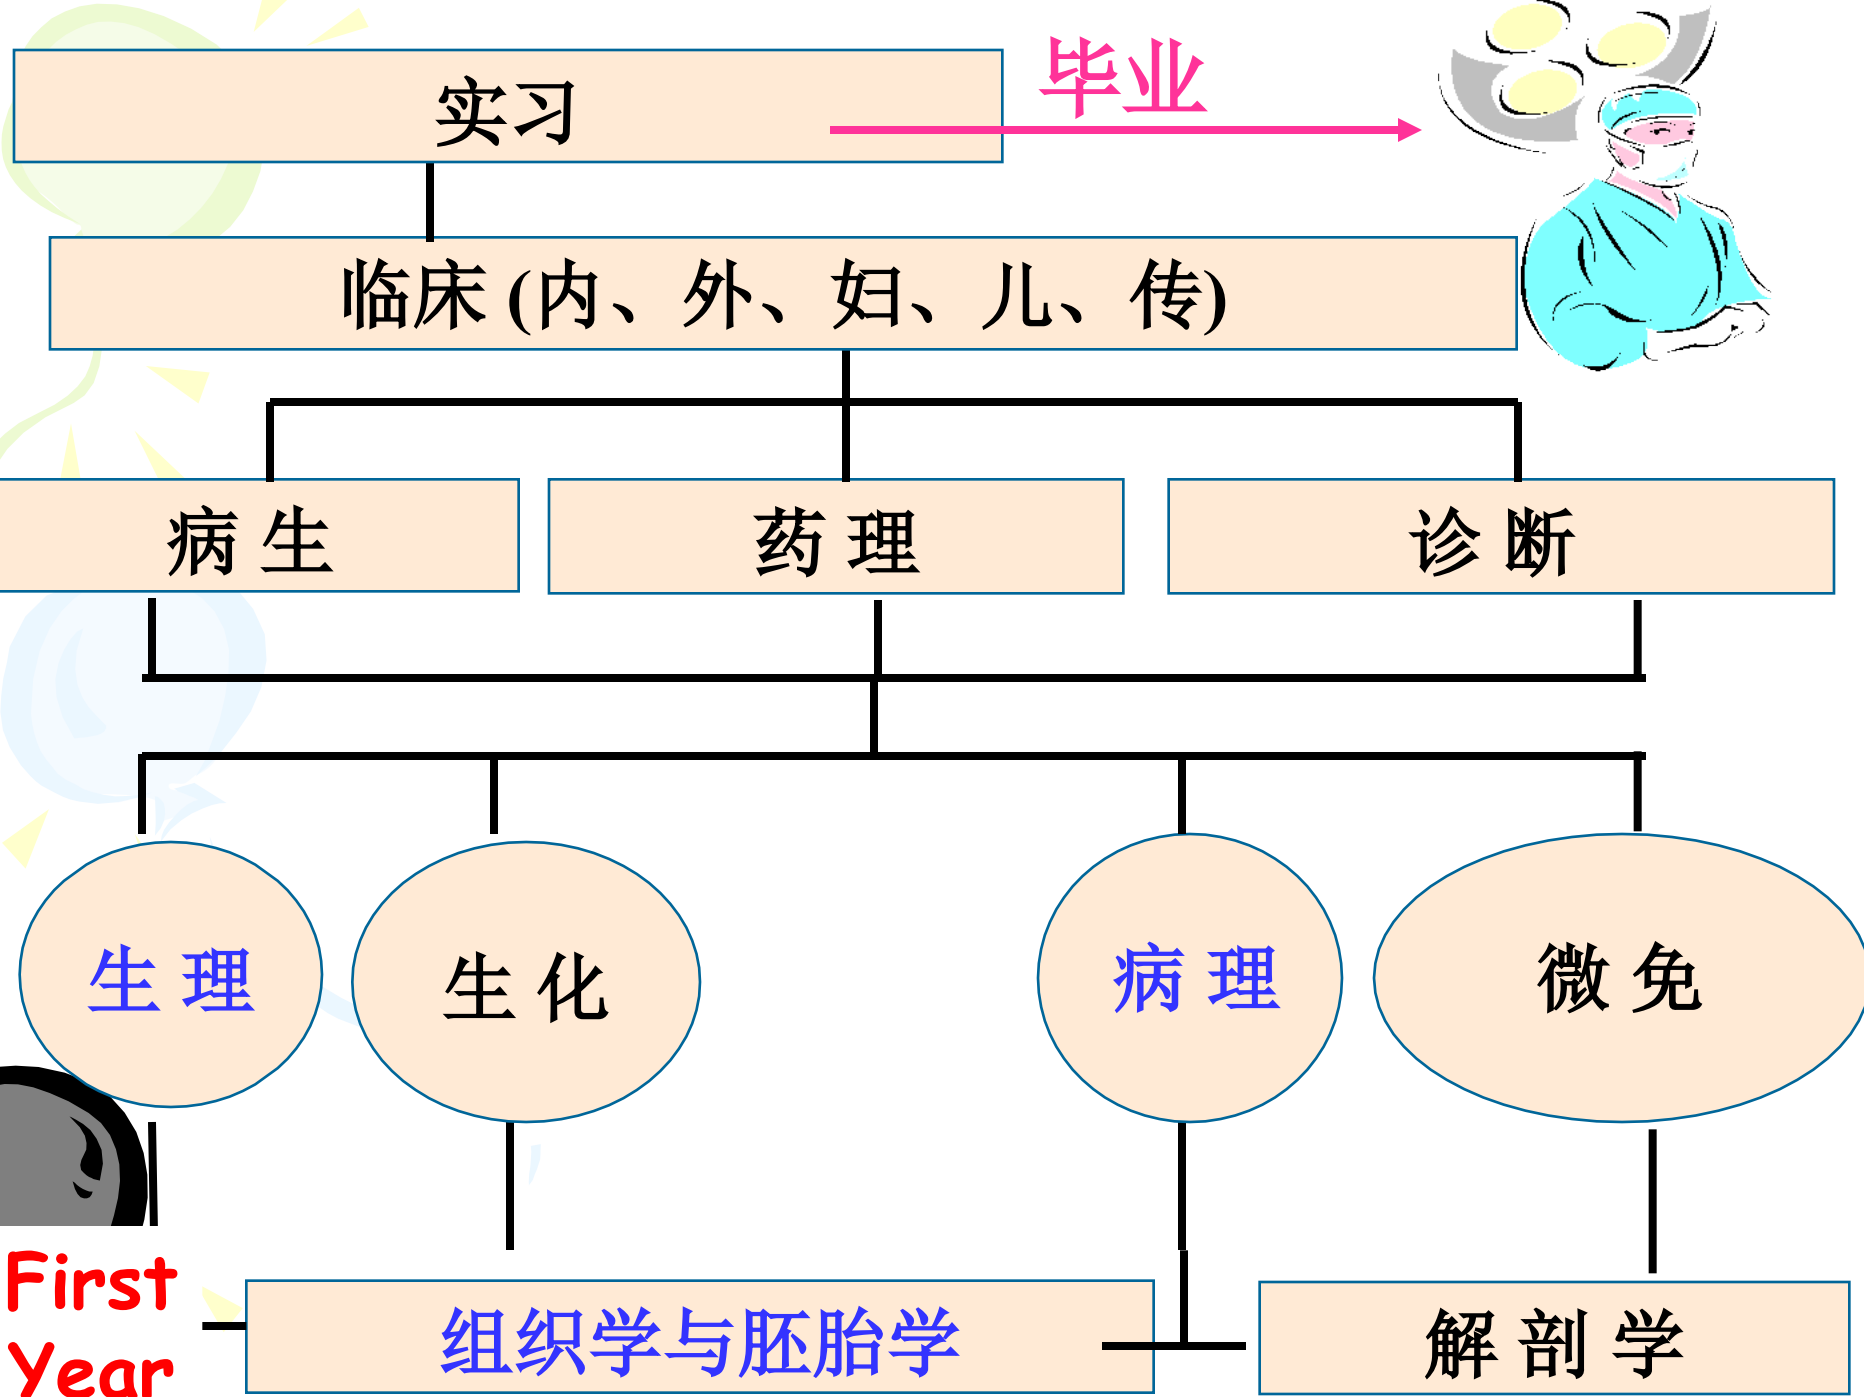 毕业
实习
临床 (内、外、妇、儿、传)
病 生
药 理
诊 断
生 理
生 化
病 理
微 免
First
Year
组织学与胚胎学
解 剖 学